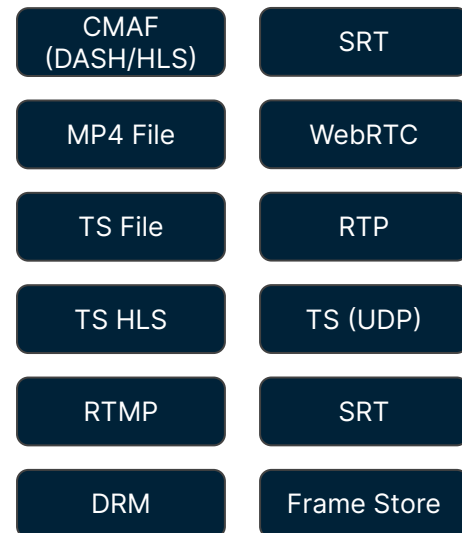 CMAF
(DASH/HLS)
SRT
MP4 File
WebRTC
TS File
RTP
TS HLS
TS (UDP)
RTMP
SRT
DRM
Frame Store